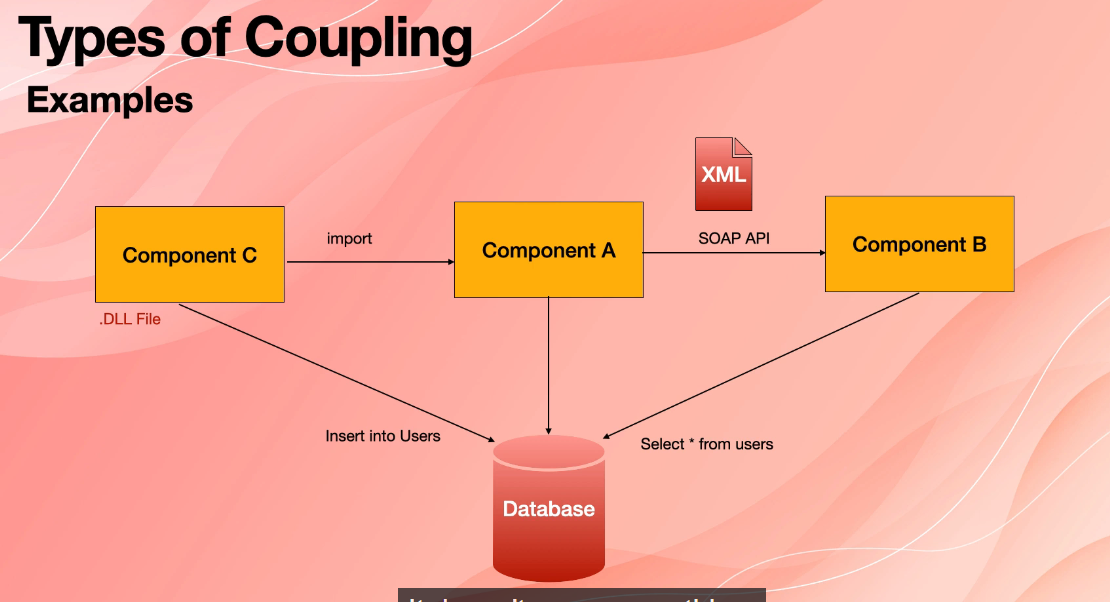 Types of Coupling
Examples
XML
import
SOAP API
Component C
Component A
Component B
.DLL File
Insert into Users
Select * from users
Database